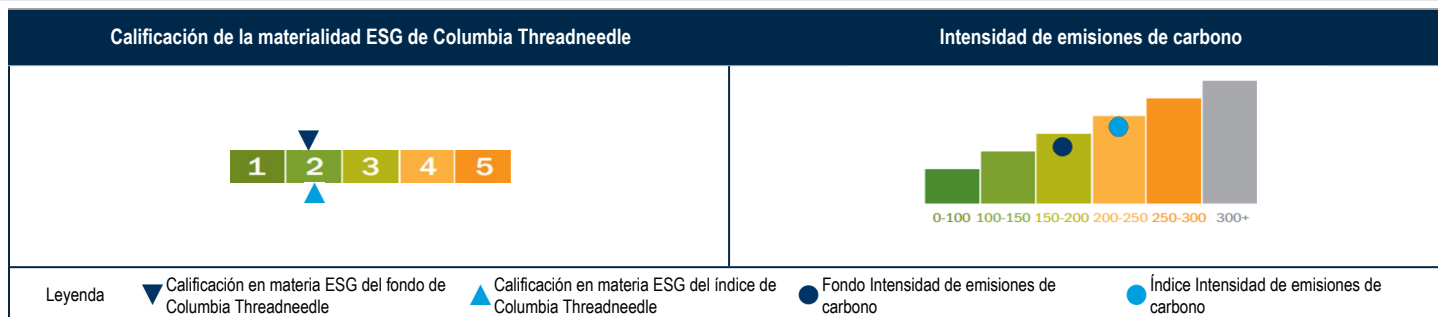 Calificación de la materialidad ESG de Columbia Threadneedle
Intensidad de emisiones de carbono
1 2 3 4 5
0-100 100-150 150-200 200-250 250-300 300+
Leyenda
Calificación en materia ESG del fondo de
Columbia Threadneedle
Calificación en materia ESG del índice de
Columbia Threadneedle
Fondo Intensidad de emisiones de
carbono
Índice Intensidad de emisiones de
carbono